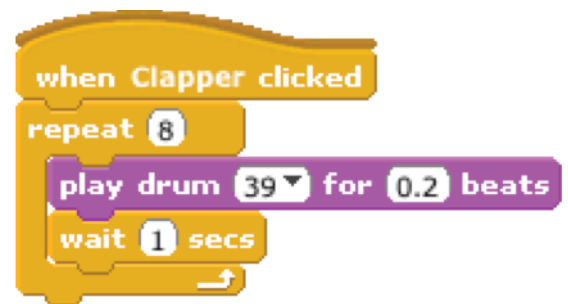 when Clapper clicked
repeat 8
play drum 39 for 0.2 beats
wait 1 secs